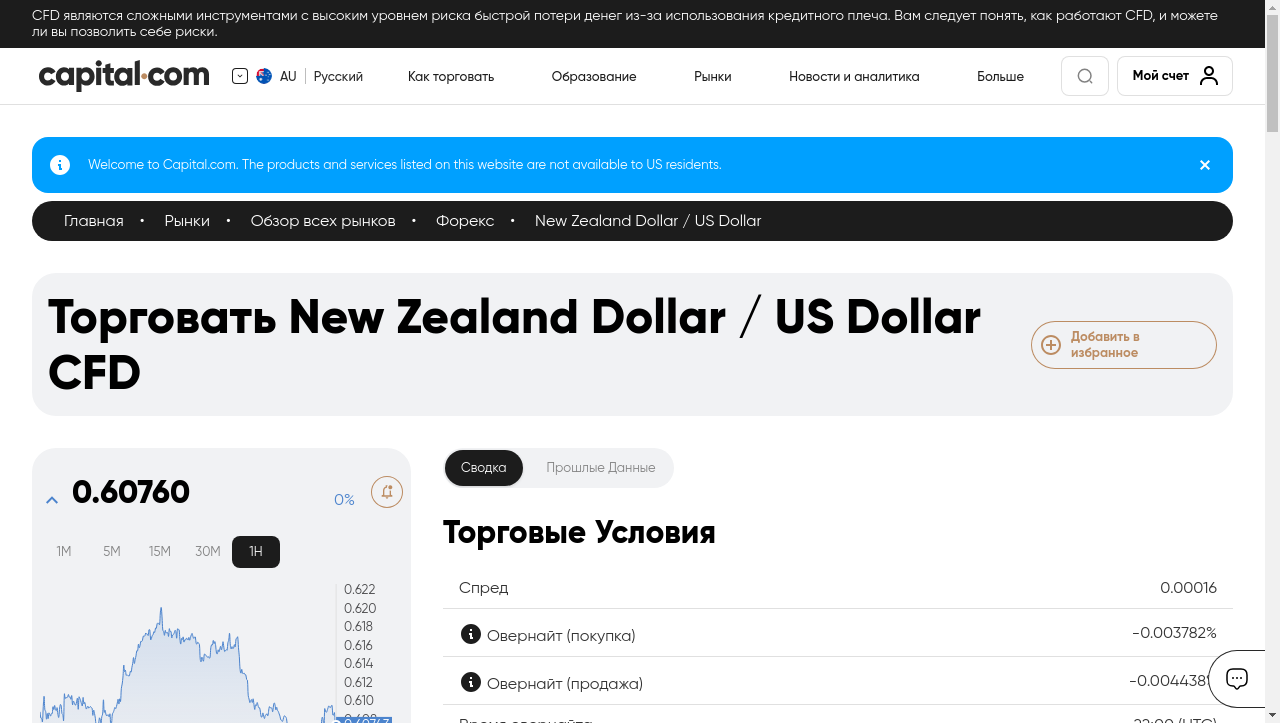 CFD являются сложными инструментами с высоким уровнем риска быстрой потери денег из-за использования кредитного плеча. Вам следует понять, как работают CFD, и можете
ли вы позволить себе риски.
capital.com AU Русский Как торговать Образование Рынки Новости и аналитика Больше Мой счет
Welcome to Capital.com. The products and services listed on this website are not available to US residents.
Главная • Рынки • Обзор всех рынков • Форекс • New Zealand Dollar / US Dollar
Торговать New Zealand Dollar / US Dollar
CFD
Добавить в
избранное
0.60760 0%
1M 5M 15M 30M 1H
0.622
0.620
0.618
0.616
0.614
0.612
0.610
Сводка Прошлые Данные
Торговые Условия
Спред 0.00016
Овернайт (покупка) -0.003782%
Овернайт (продажа) -0.004438%
Время овернайта 22:00 (UTC)